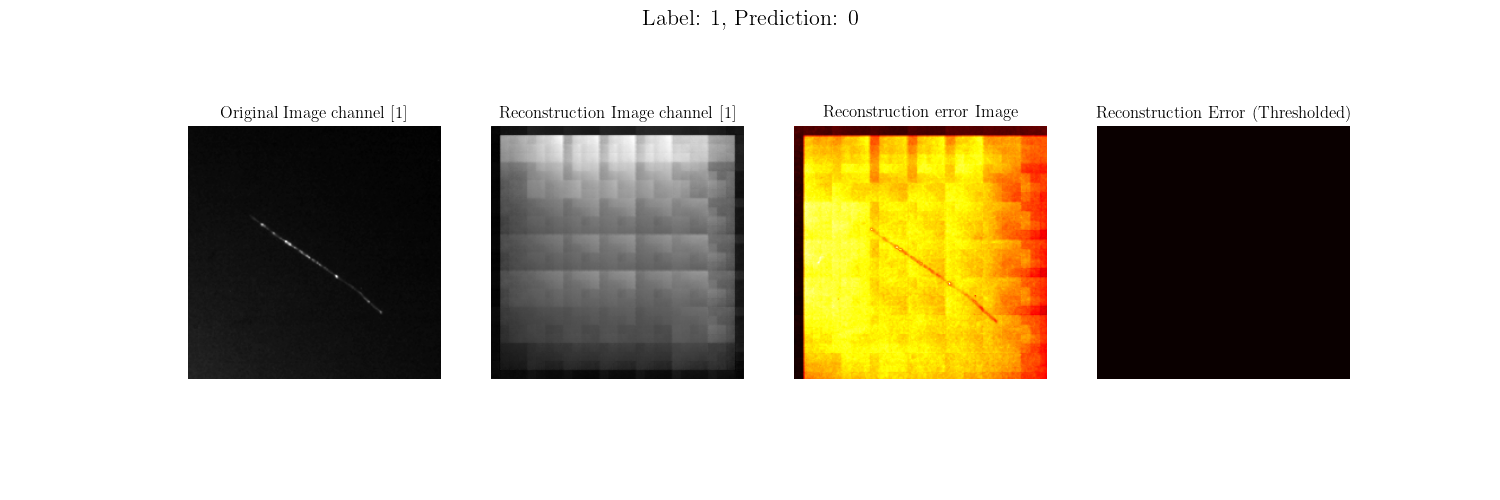 Label: 1, Prediction: 0
Original Image channel [1]
Reconstruction Image channel [1]
Reconstruction error Image
Reconstruction Error (Thresholded)